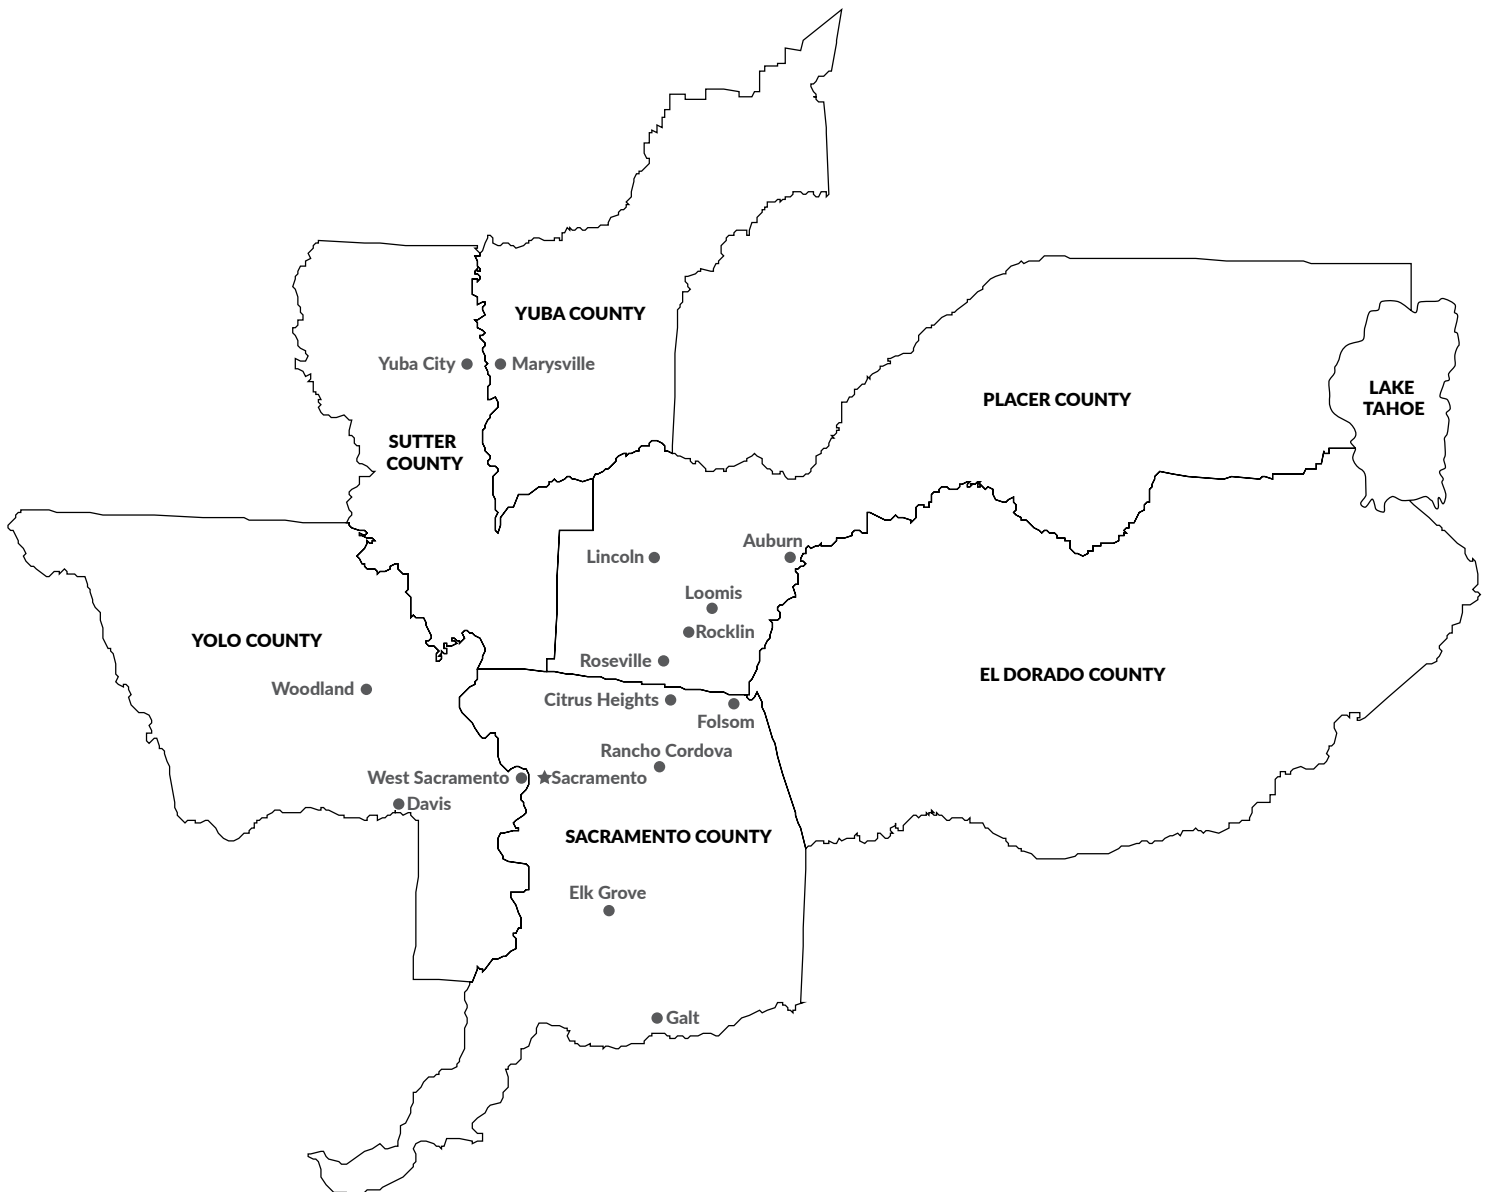 YUBA COUNTY
Yuba City
Marysville
PLACER COUNTY
LAKE
TAHOE
SUTTER
COUNTY
Auburn
Lincoln
Loomis
Rocklin
YOLO COUNTY
Roseville
EL DORADO COUNTY
Woodland
Citrus Heights
Folsom
Rancho Cordova
West Sacramento
Sacramento
Davis
SACRAMENTO COUNTY
Elk Grove
Galt